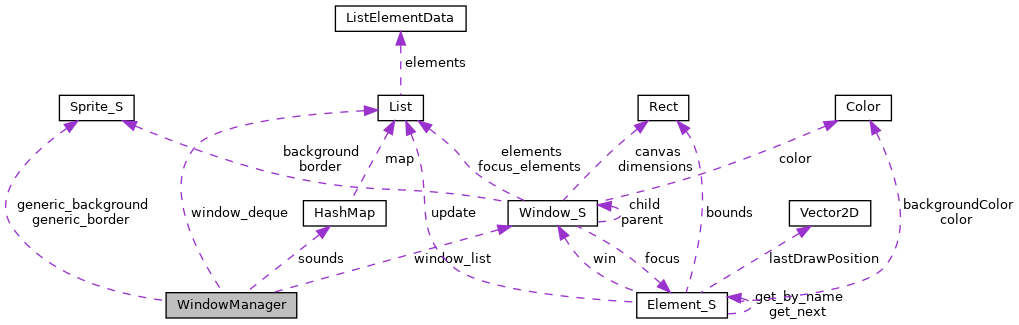 ListElementData
elements
Sprite_S
List
Rect
Color
background
border
map
elements
focus_elements
canvas
dimensions
color
generic_background
generic_border
window_deque
HashMap
update
Window_S
child
parent
bounds
Vector2D
backgroundColor
color
sounds
window_list
win
focus
lastDrawPosition
WindowManager
Element_S
get_by_name
get_next